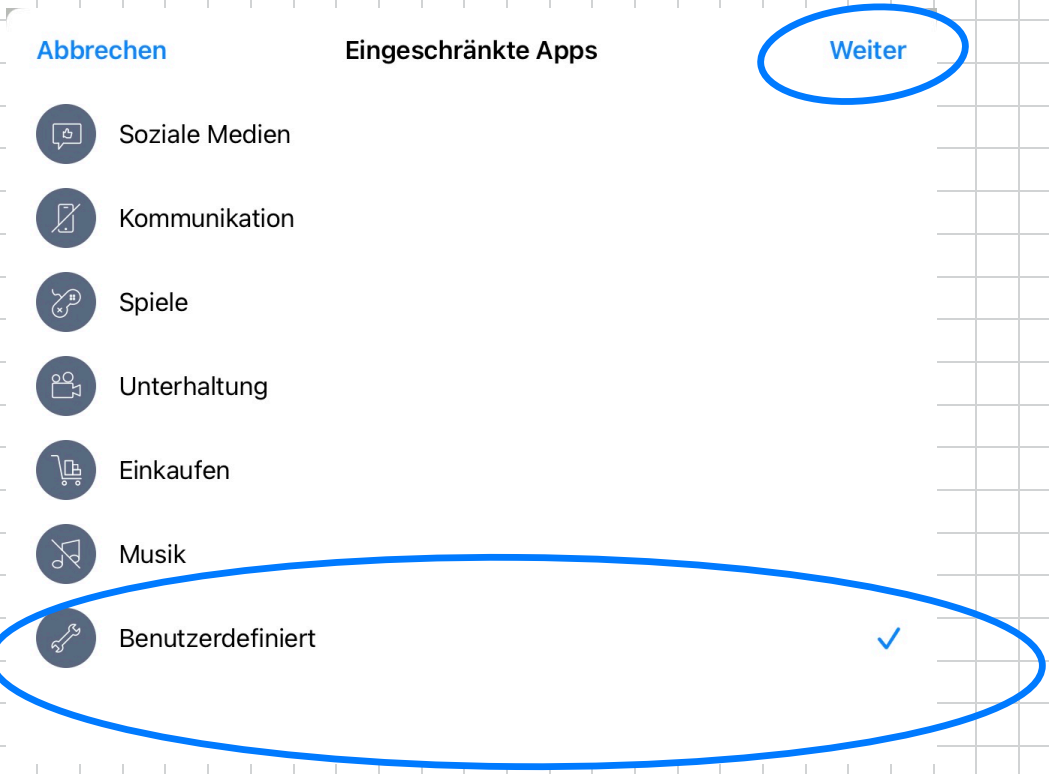 Abbrechen Eingeschränkte Apps Weiter
Soziale Medien
Kommunikation
Spiele
Unterhaltung
Einkaufen
Musik
Benutzerdefiniert